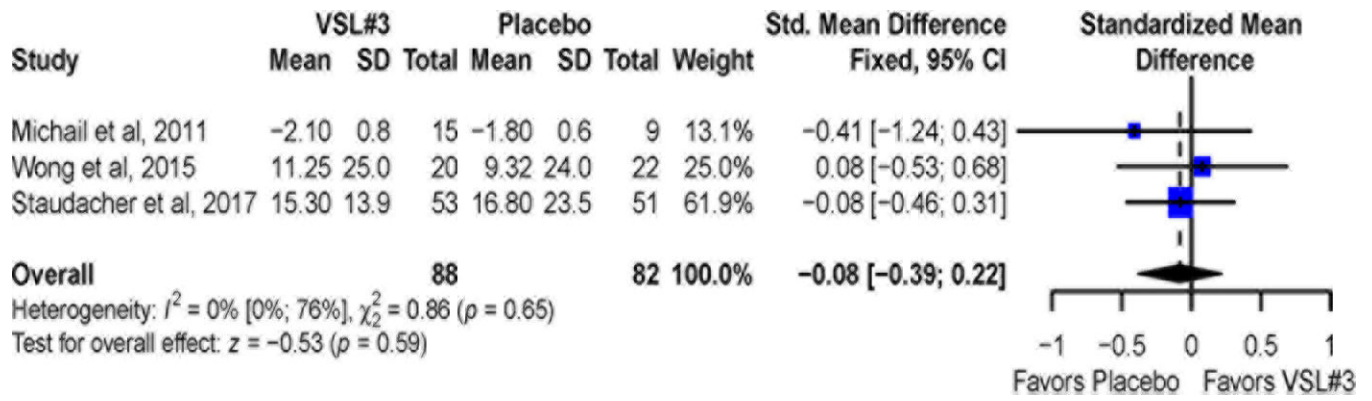 VSL#3 Placebo Std. Mean Difference Standardized Mean
Study Mean SD Total Mean SD Total Weight Fixed, 95% CI Difference
Michail et al, 2011 −2.10 0.8 15 −1.80 0.6 9 13.1% −0.41 [−1.24; 0.43]
Wong et al, 2015 11.25 25.0 20 9.32 24.0 22 25.0% 0.08 [−0.53; 0.68]
Staudacher et al, 2017 15.30 13.9 53 16.80 23.5 51 61.9% −0.08 [−0.46; 0.31]
Overall 88 82 100.0% −0.08 [−0.39; 0.22]
Heterogeneity: I² = 0% [0%; 76%], χ²₂ = 0.86 (p = 0.65)
Test for overall effect: z = −0.53 (p = 0.59)
−1 −0.5 0 0.5 1
Favors Placebo Favors VSL#3